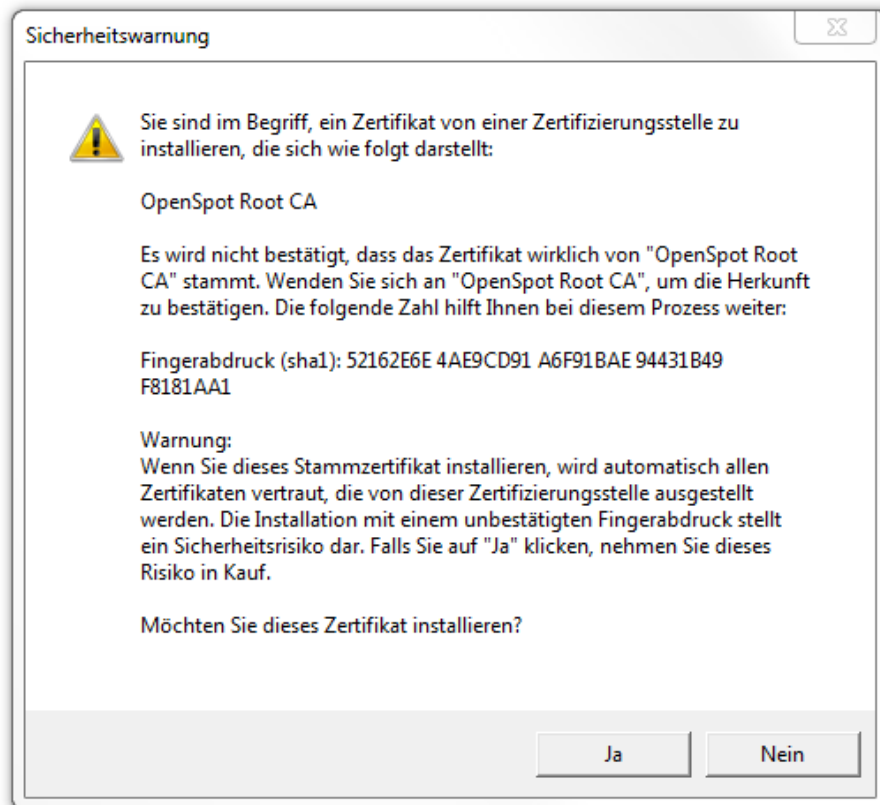 Sicherheitswarnung
Sie sind im Begriff, ein Zertifikat von einer Zertifizierungsstelle zu
installieren, die sich wie folgt darstellt:
OpenSpot Root CA
Es wird nicht bestätigt, dass das Zertifikat wirklich von "OpenSpot Root
CA" stammt. Wenden Sie sich an "OpenSpot Root CA", um die Herkunft
zu bestätigen. Die folgende Zahl hilft Ihnen bei diesem Prozess weiter:
Fingerabdruck (sha1): 52162E6E 4AE9CD91 A6F91BAE 94431B49
F8181AA1
Warnung:
Wenn Sie dieses Stammzertifikat installieren, wird automatisch allen
Zertifikaten vertraut, die von dieser Zertifizierungsstelle ausgestellt
werden. Die Installation mit einem unbestätigten Fingerabdruck stellt
ein Sicherheitsrisiko dar. Falls Sie auf "Ja" klicken, nehmen Sie dieses
Risiko in Kauf.
Möchten Sie dieses Zertifikat installieren?
Ja
Nein